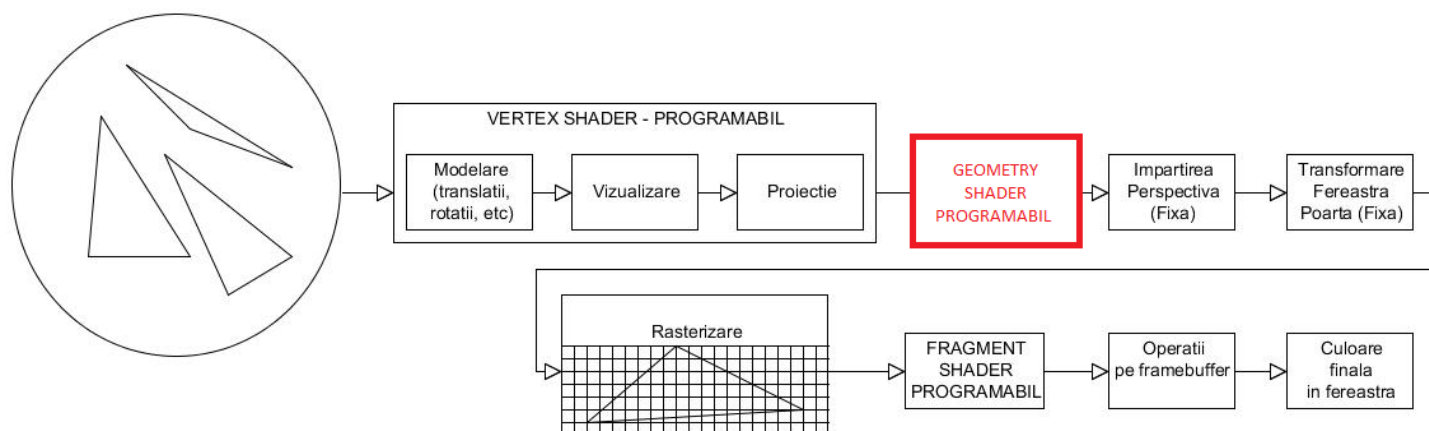 VERTEX SHADER - PROGRAMABIL
Modelare
(translatii,
rotatii, etc)
Vizualizare
Proiectie
GEOMETRY
SHADER
PROGRAMABIL
Impartirea
Perspectiva
(Fixa)
Transformare
Fereastra
Poarta (Fixa)
Rasterizare
FRAGMENT
SHADER
PROGRAMABIL
Operatii
pe framebuffer
Culoare
finala
in fereastra